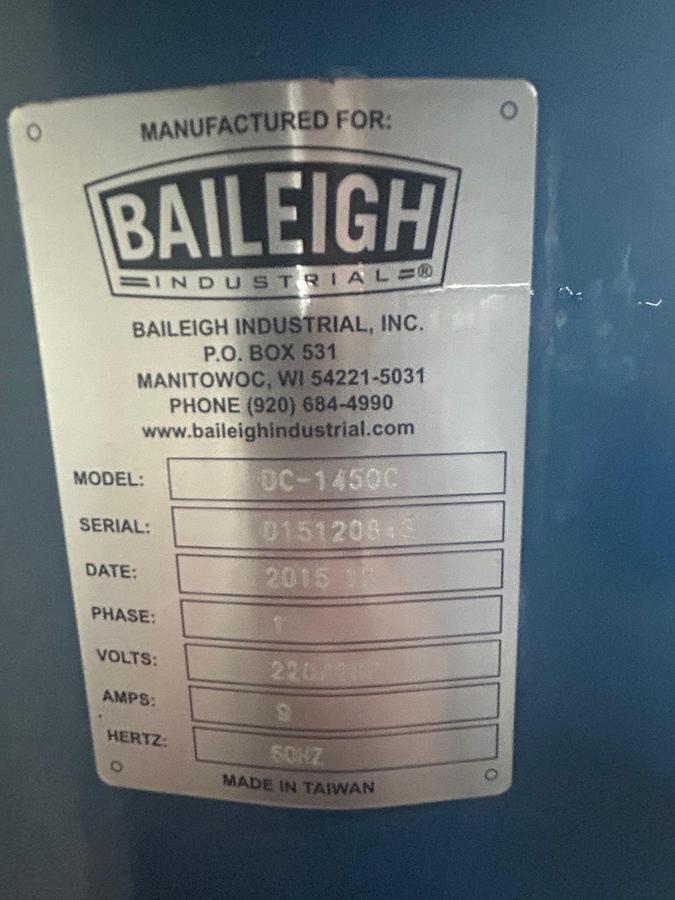 MANUFACTURED FOR:
BAILEIGH
INDUSTRIAL ®
BAILEIGH INDUSTRIAL, INC.
P.O. BOX 531
MANITOWOC, WI 54221-5031
PHONE (920) 684-4990
www.baileighindustrial.com
MODEL: DC-1450C
SERIAL:
DATE: 2015
PHASE: 1
VOLTS:
AMPS: 9
HERTZ: 60HZ
MADE IN TAIWAN